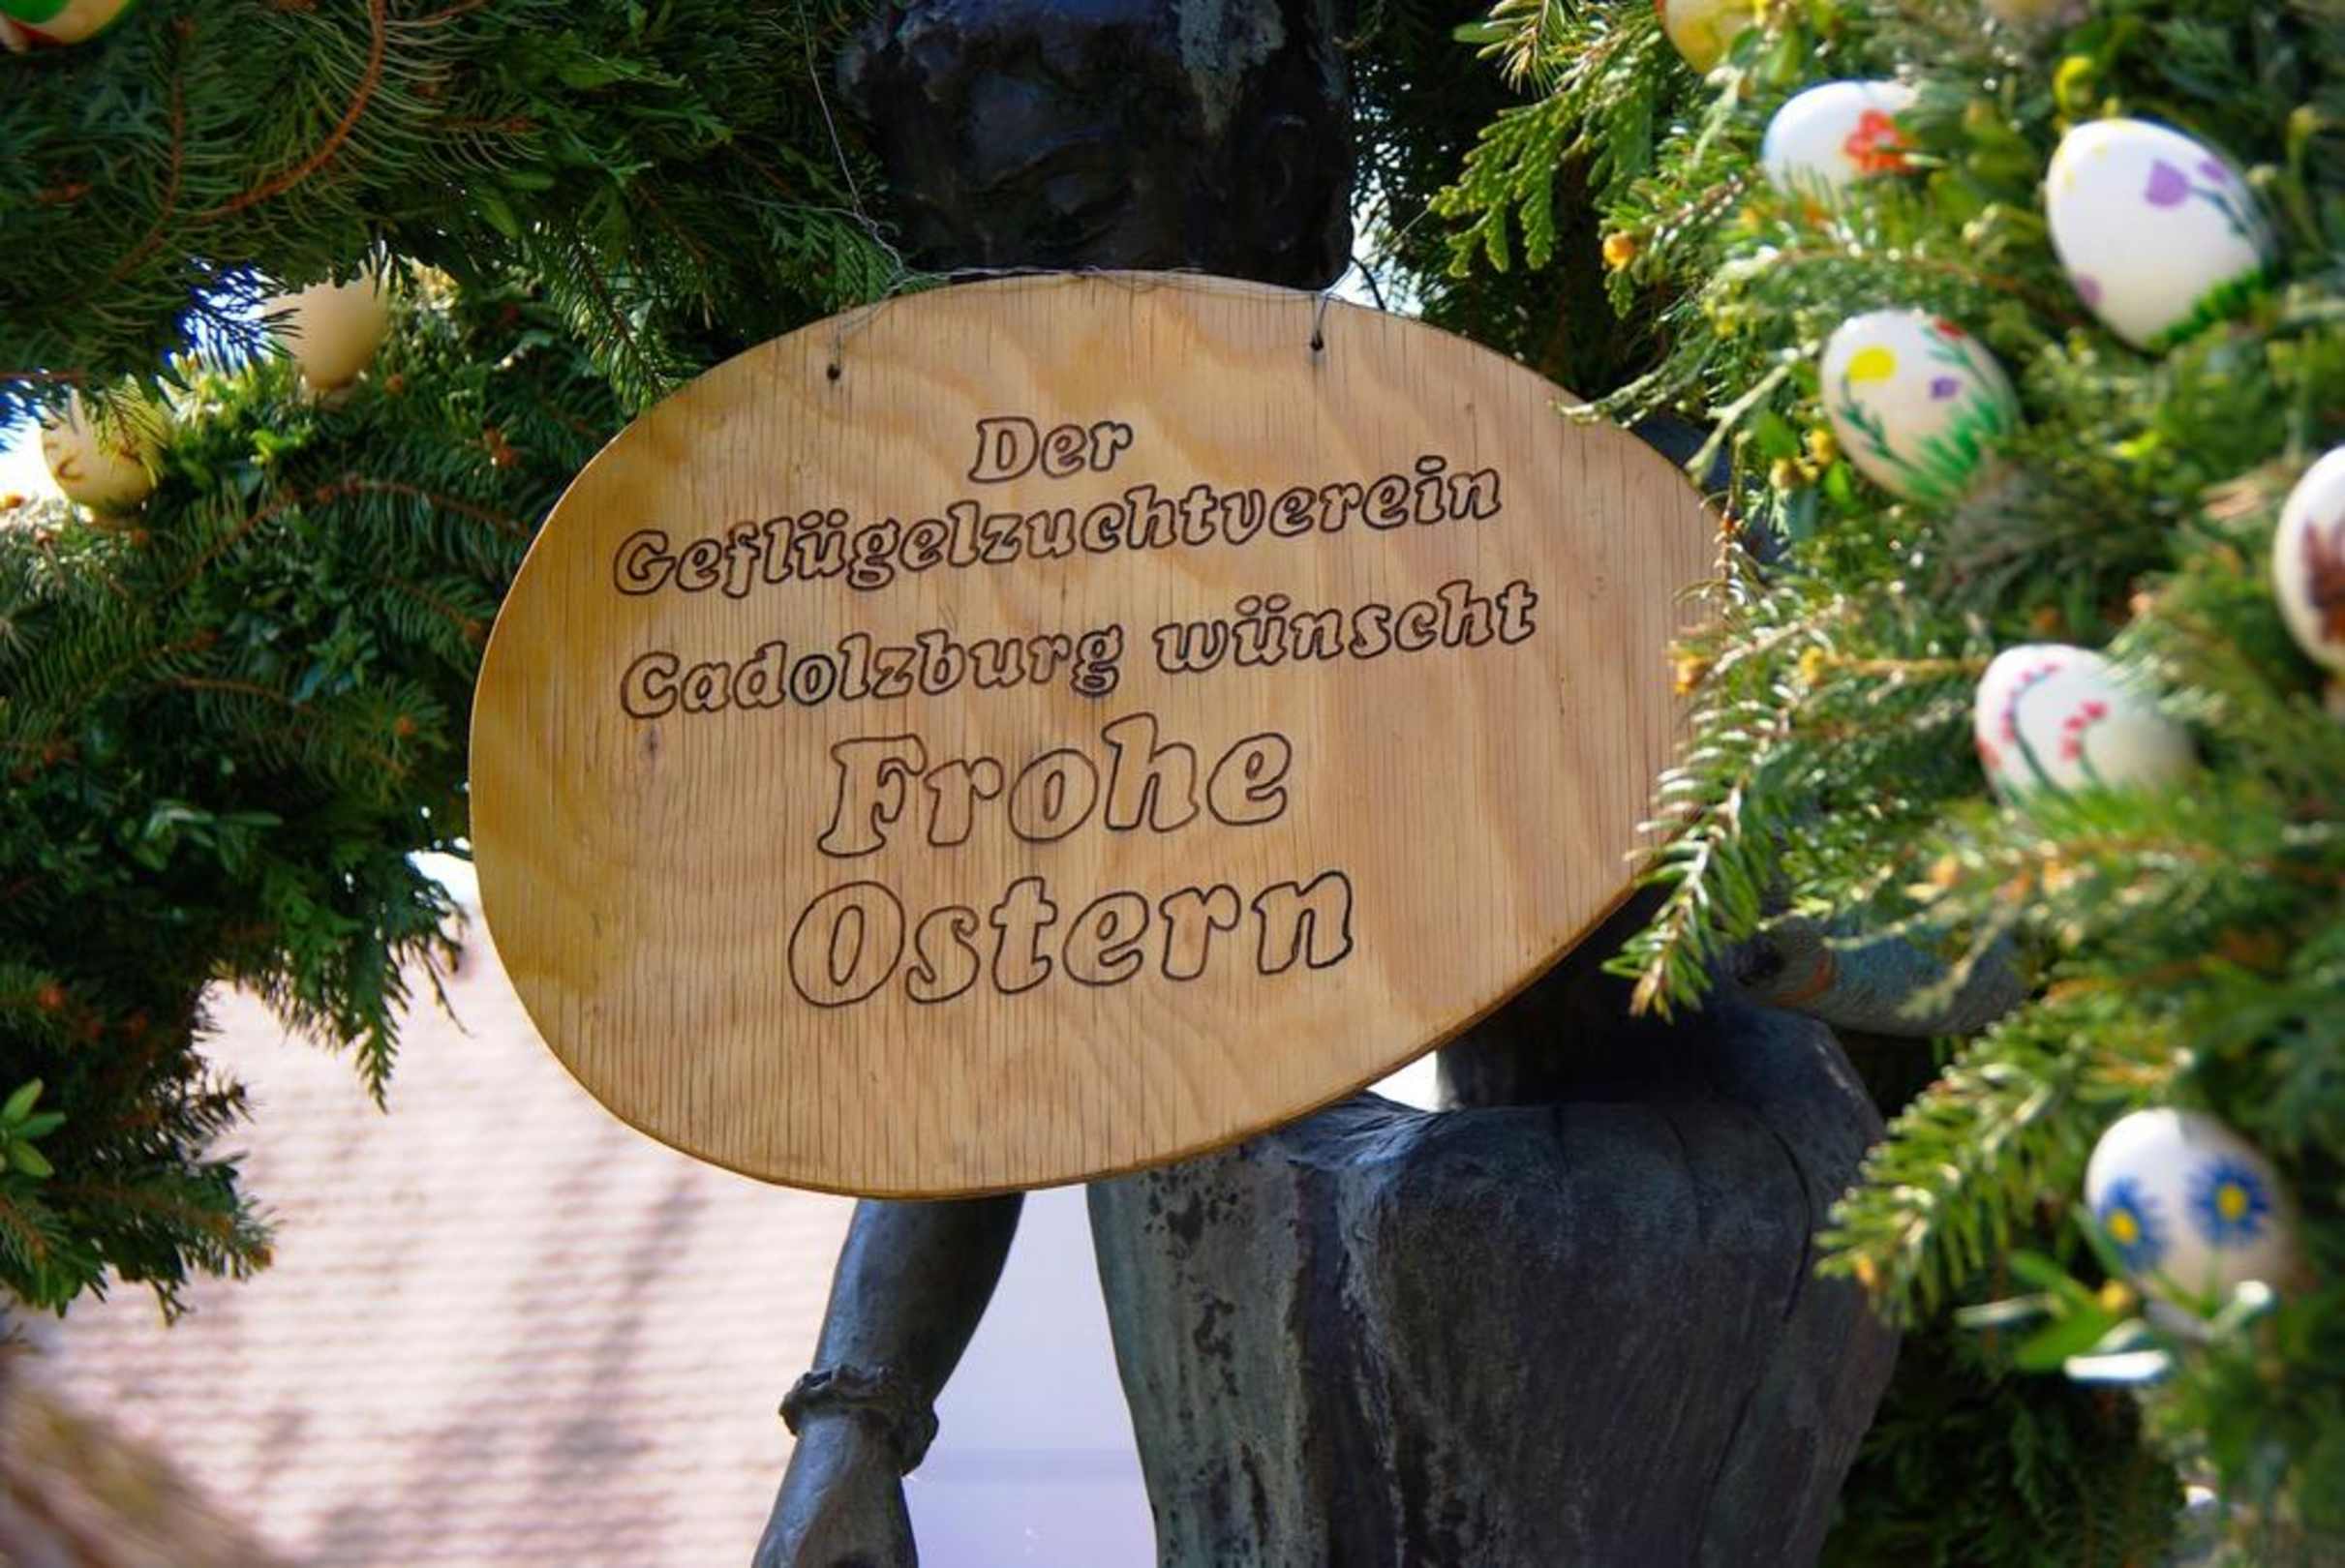 Der
Geflügelzuchtverein
Cadolzburg wünscht
Frohe
Ostern